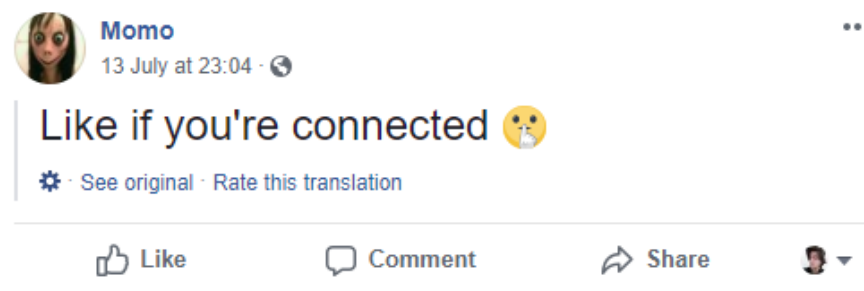 Momo
13 July at 23:04 ·
Like if you're connected 🤫
· See original · Rate this translation
Like Comment Share